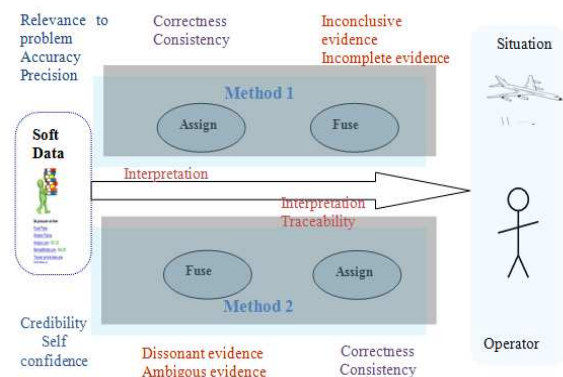 Relevance to
problem
Accuracy
Precision
Correctness
Consistency
Inconclusive
evidence
Incomplete evidence
Situation
Method 1
Assign
Fuse
Soft
Data
Interpretation
Interpretation
Traceability
Fuse
Assign
Method 2
Credibility
Self
confidence
Dissonant evidence
Ambigous evidence
Correctness
Consistency
Operator